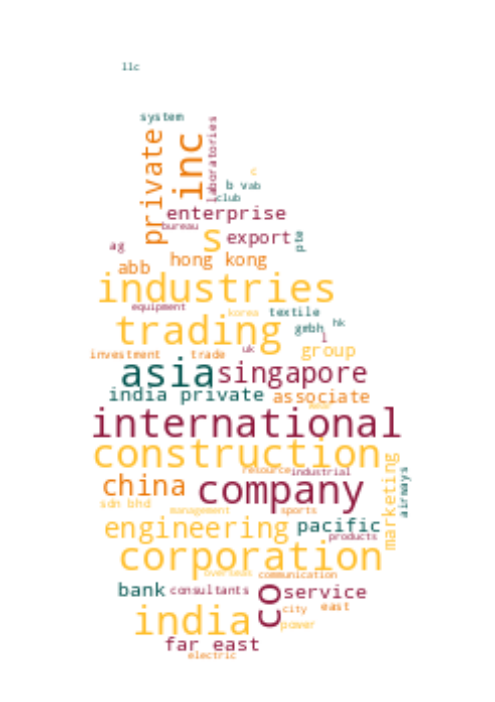 llc
system
private
inc
laboratories
c
b vab
club
enterprise
bureau
s
export
pte
ag
hong kong
abb
industries
equipment
korea
textile
hk
trading
gmbh
l
investment
trade
uk
group
asia
singapore
india private
associate
international
construction
resource
industrial
china
company
marketing
airways
sdn bhd
management
sports
engineering
pacific
products
corporation
overseas
communication
bank
consultants
co
service
city
east
india
power
far east
electric